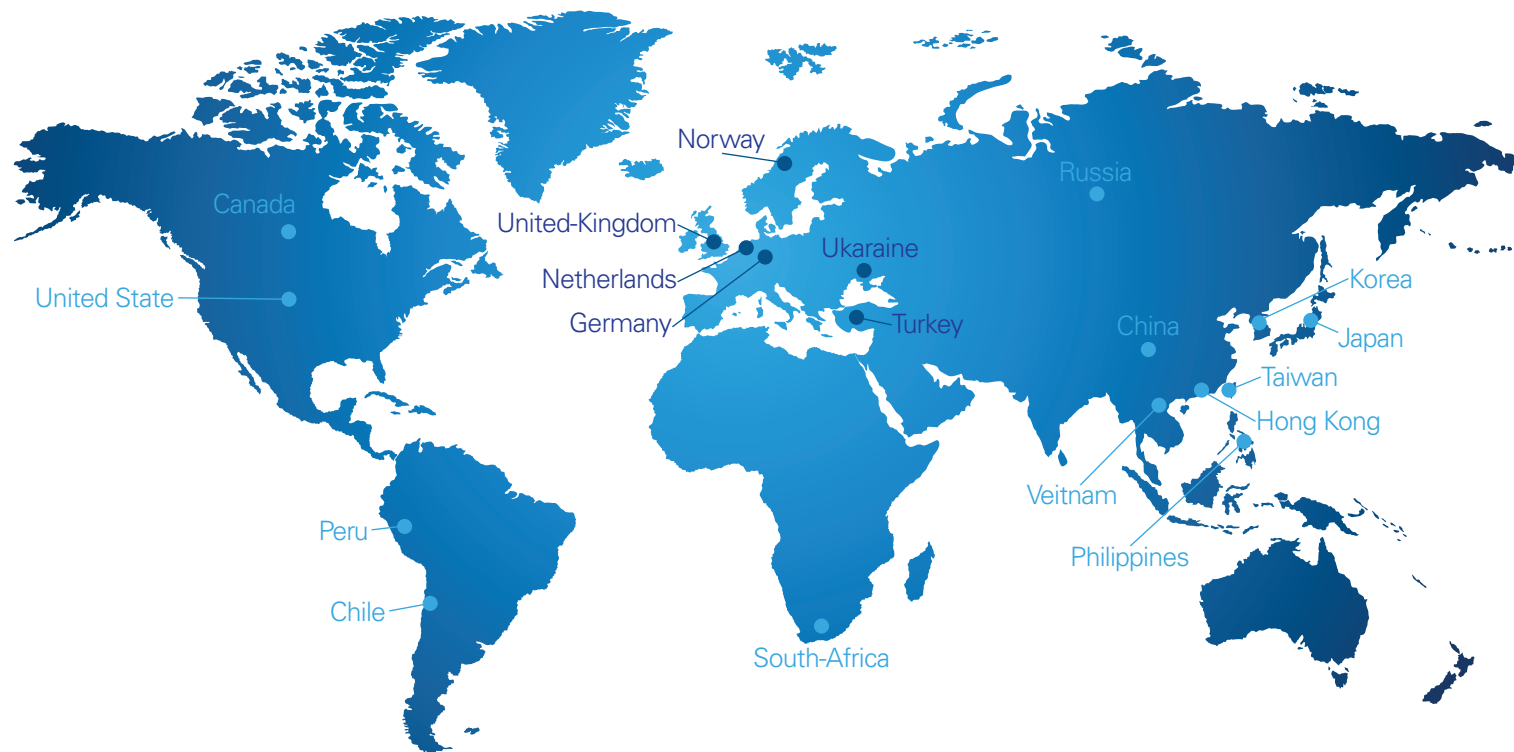 Norway
Russia
Canada
United-Kingdom
Ukaraine
Netherlands
Korea
United State
Germany
Turkey
China
Japan
Taiwan
Hong Kong
Veitnam
Peru
Philippines
Chile
South-Africa